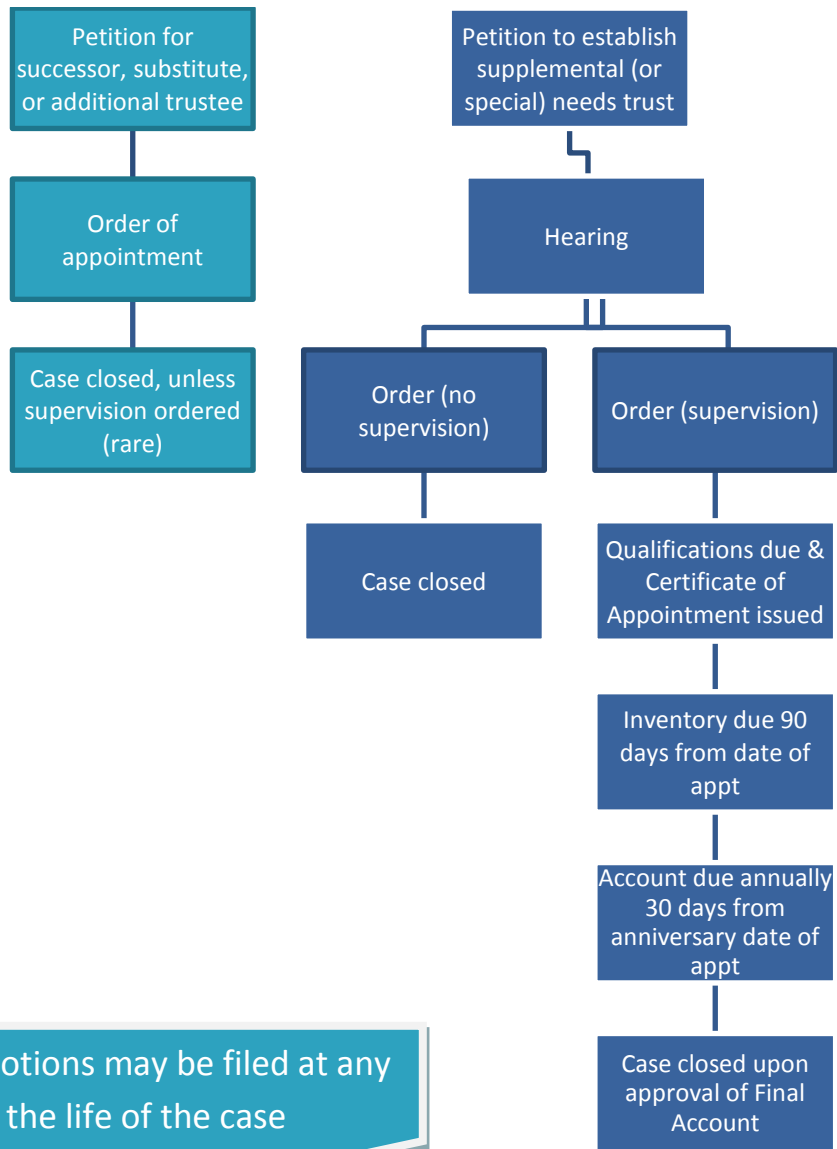 Petition for
successor, substitute,
or additional trustee
Order of
appointment
Case closed, unless
supervision ordered
(rare)
Petition to establish
supplemental (or
special) needs trust
Hearing
Order (no
supervision)
Case closed
Order (supervision)
Qualifications due &
Certificate of
Appointment issued
Inventory due 90
days from date of
appt
Account due annually
30 days from
anniversary date of
appt
Case closed upon
approval of Final
Account
otions may be filed at any
the life of the case